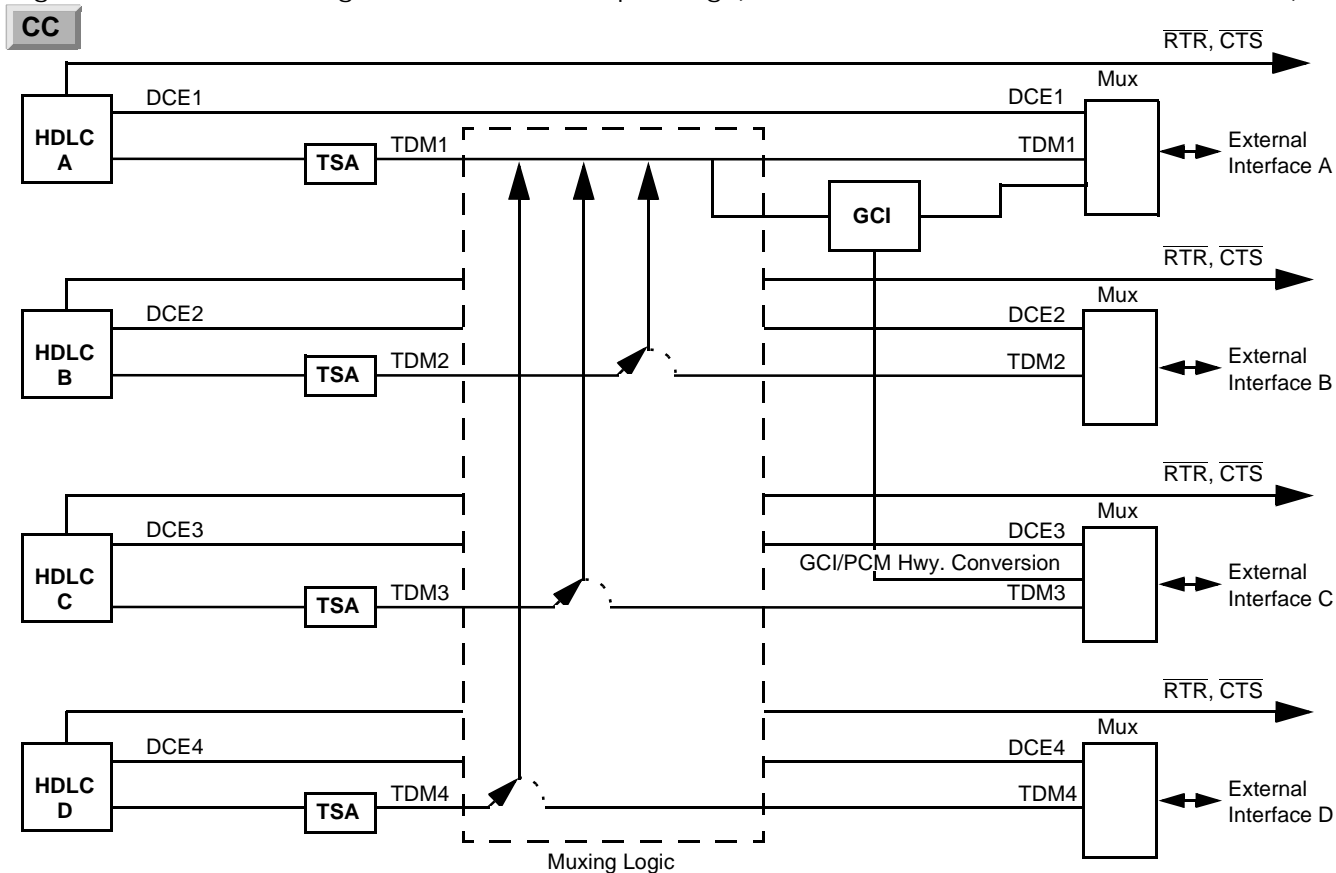 CC
RTR, CTS
Mux
DCE1
DCE1
HDLC
A
TSA
TDM1
TDM1
External
Interface A
GCI
RTR, CTS
Mux
DCE2
DCE2
HDLC
B
TSA
TDM2
TDM2
External
Interface B
RTR, CTS
Mux
DCE3
DCE3
GCI/PCM Hwy. Conversion
HDLC
C
TSA
TDM3
TDM3
External
Interface C
RTR, CTS
Mux
DCE4
DCE4
HDLC
D
TSA
TDM4
TDM4
External
Interface D
Muxing Logic